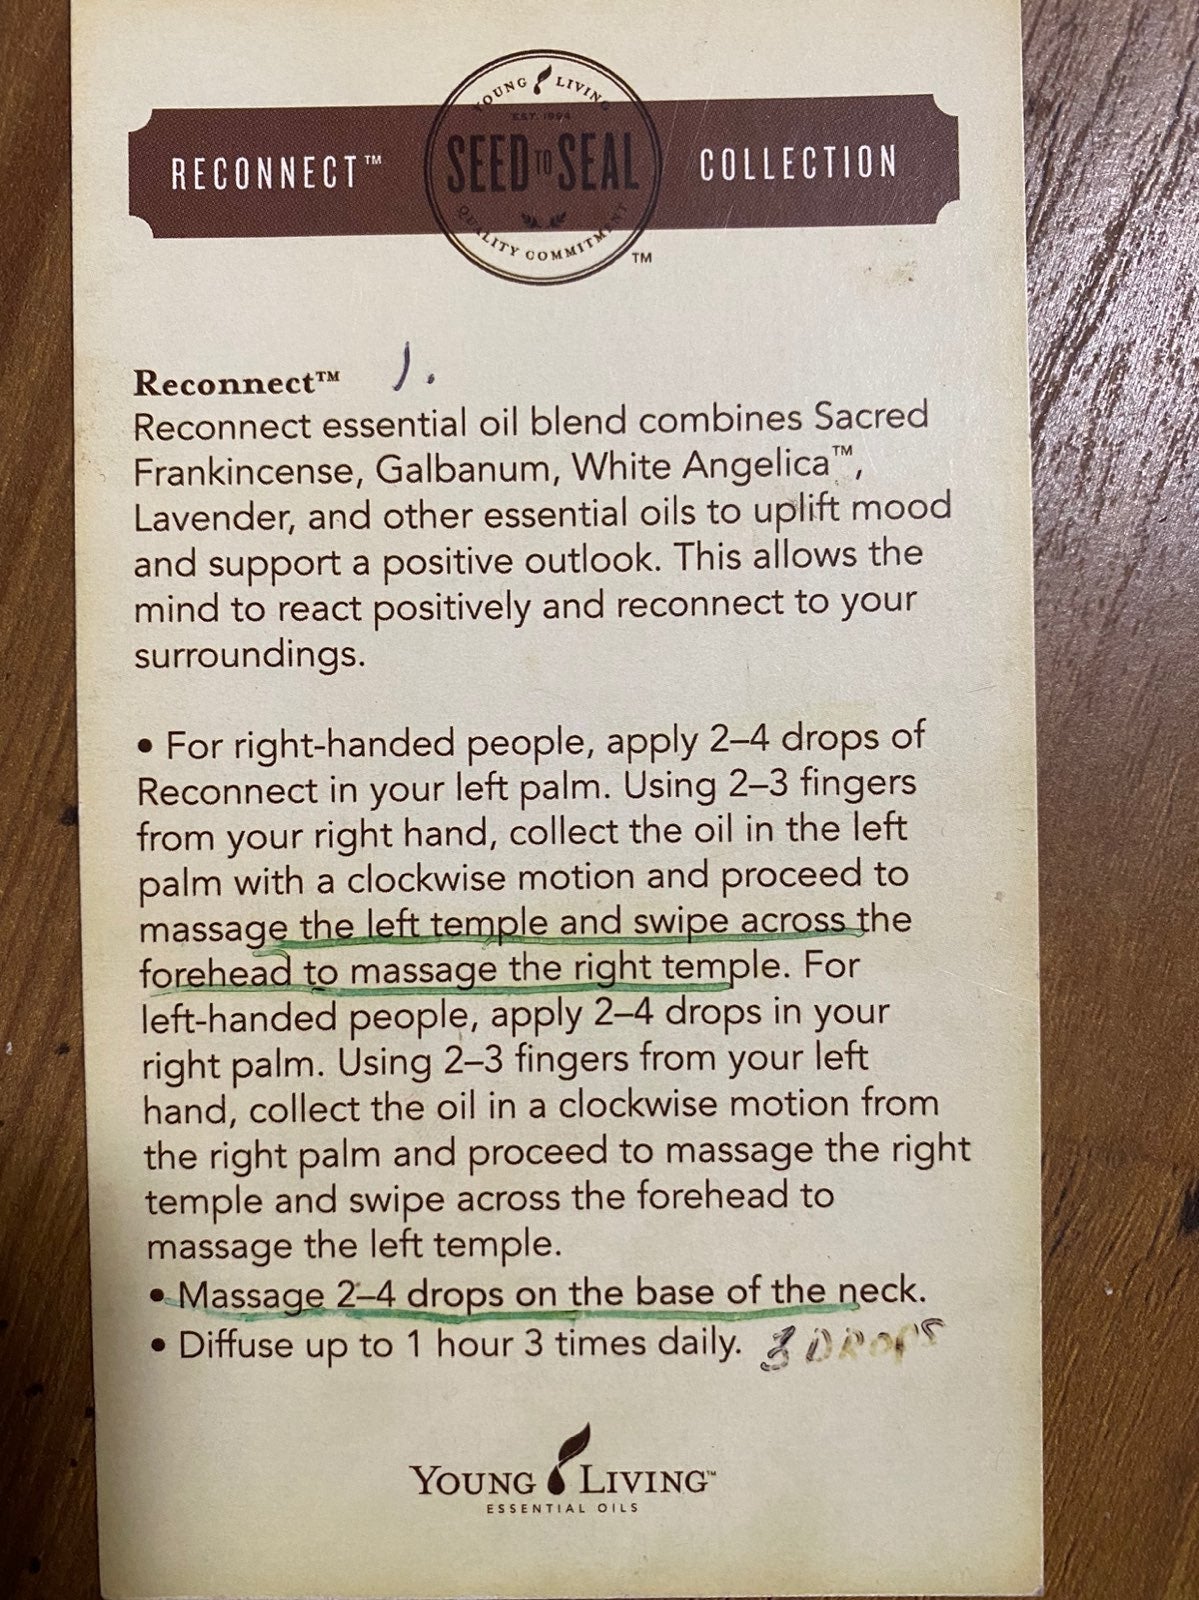 YOUNG LIVING
EST. 1994
RECONNECT™ SEED TO SEAL COLLECTION
QUALITY COMMITMENT
™
Reconnect™ 1.
Reconnect essential oil blend combines Sacred
Frankincense, Galbanum, White Angelica™,
Lavender, and other essential oils to uplift mood
and support a positive outlook. This allows the
mind to react positively and reconnect to your
surroundings.
• For right-handed people, apply 2–4 drops of
Reconnect in your left palm. Using 2–3 fingers
from your right hand, collect the oil in the left
palm with a clockwise motion and proceed to
massage the left temple and swipe across the
forehead to massage the right temple. For
left-handed people, apply 2–4 drops in your
right palm. Using 2–3 fingers from your left
hand, collect the oil in a clockwise motion from
the right palm and proceed to massage the right
temple and swipe across the forehead to
massage the left temple.
• Massage 2–4 drops on the base of the neck.
• Diffuse up to 1 hour 3 times daily. 3 DROPS
YOUNG LIVING™
ESSENTIAL OILS